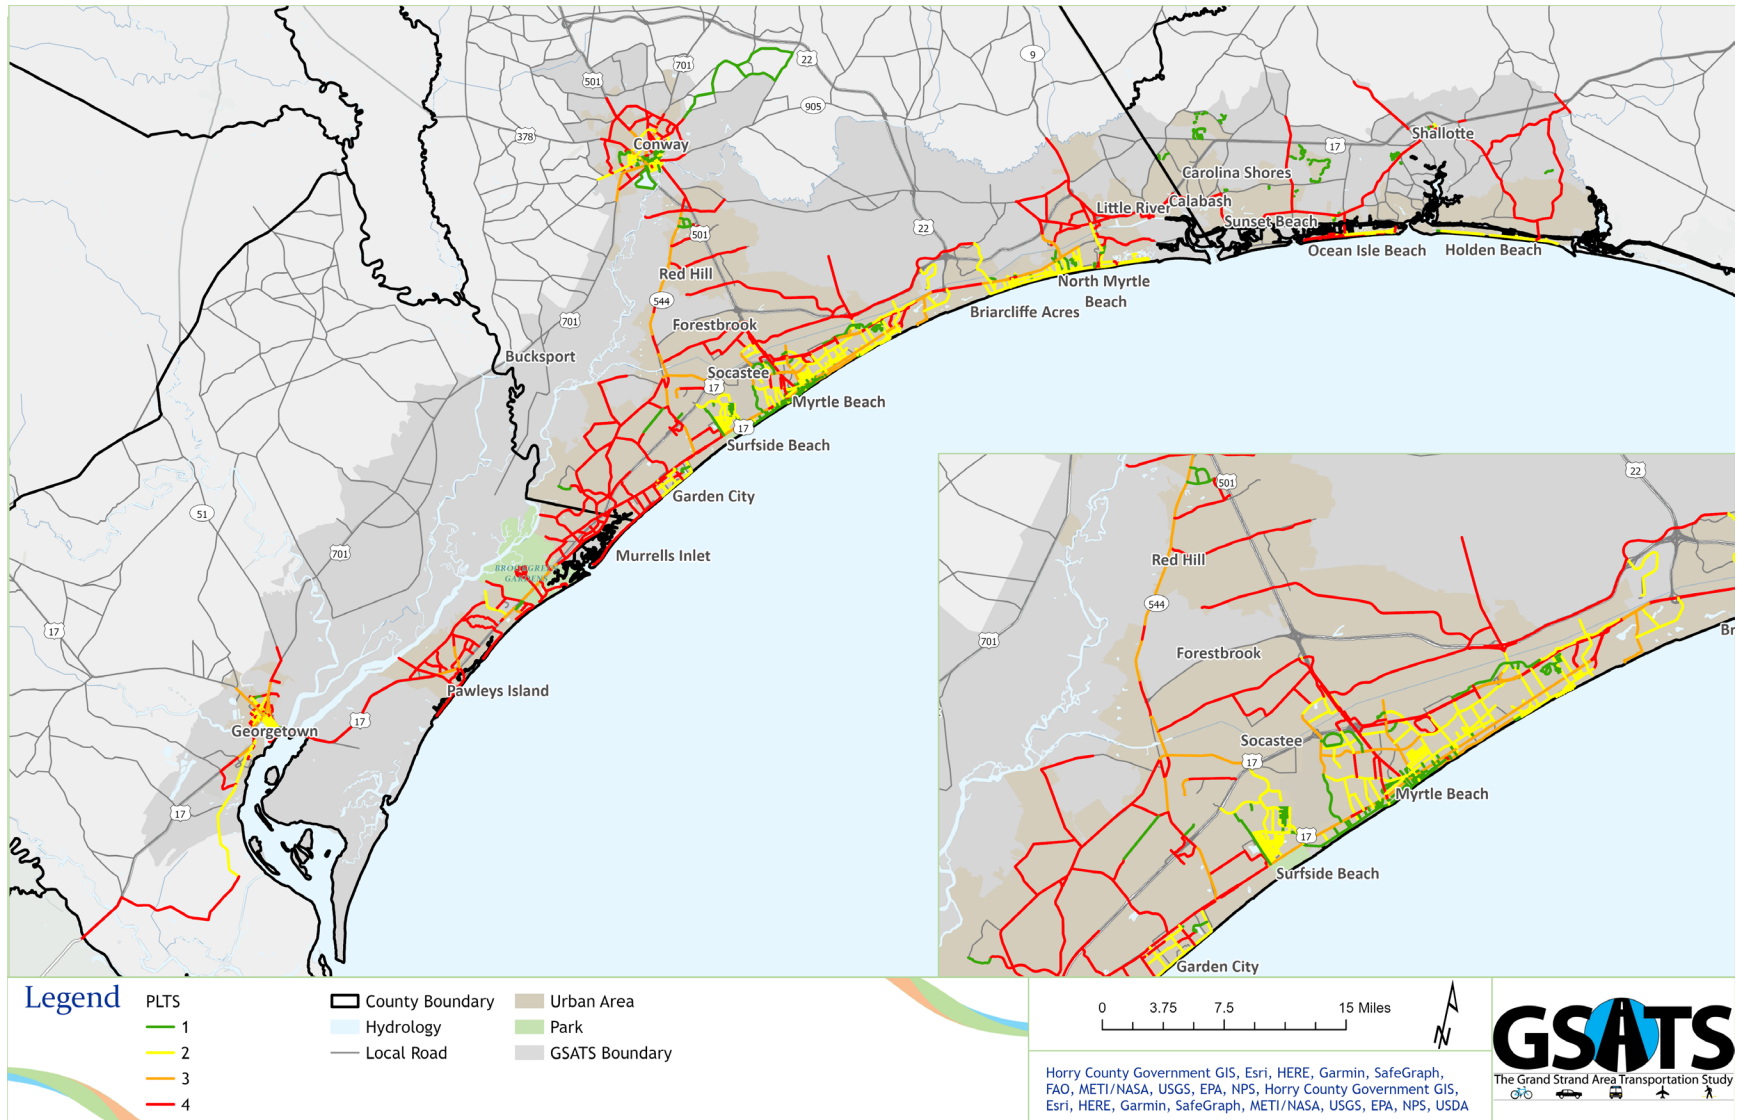 22
9
701
501
905
378
Conway
Shallotte
17
Carolina Shores
Little River
Calabash
Sunset Beach
22
501
Ocean Isle Beach
Holden Beach
Red Hill
North Myrtle
Beach
544
Briarcliffe Acres
701
Forestbrook
Bucksport
Socastee
17
Myrtle Beach
17
Surfside Beach
Garden City
51
701
Murrells Inlet
17
Pawleys Island
17
Georgetown
17
22
501
Red Hill
544
701
Forestbrook
Br
Socastee
17
Myrtle Beach
17
Surfside Beach
Garden City
Legend
PLTS
1
2
3
4
County Boundary
Hydrology
Local Road
Urban Area
Park
GSATS Boundary
0 3.75 7.5 15 Miles
N
Horry County Government GIS, Esri, HERE, Garmin, SafeGraph,
FAO, METI/NASA, USGS, EPA, NPS, Horry County Government GIS,
Esri, HERE, Garmin, SafeGraph, METI/NASA, USGS, EPA, NPS, USDA
GSATS
The Grand Strand Area Transportation Study